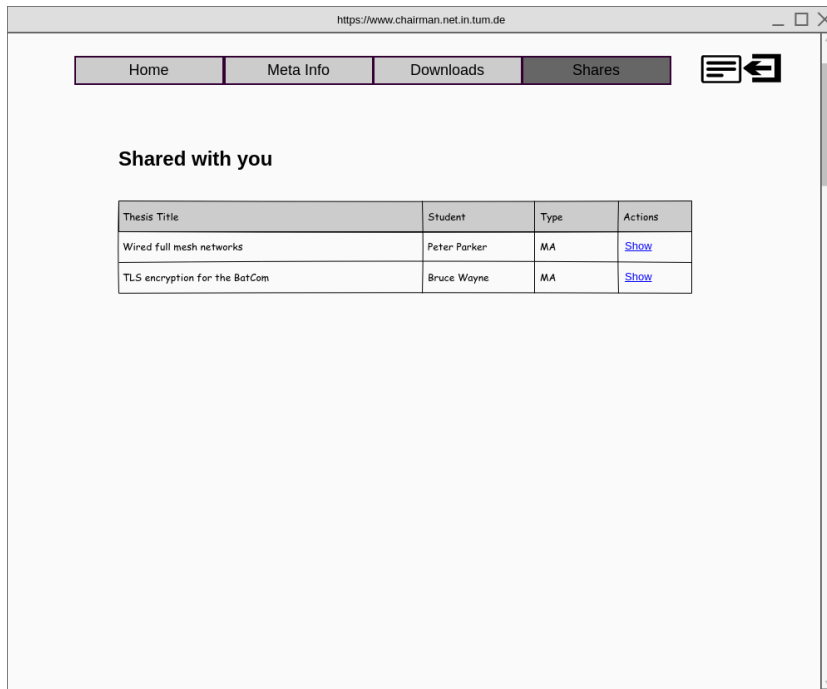 https://www.chairman.net.in.tum.de
Home Meta Info Downloads Shares
Shared with you
Thesis Title Student Type Actions
Wired full mesh networks Peter Parker MA Show
TLS encryption for the BatCom Bruce Wayne MA Show